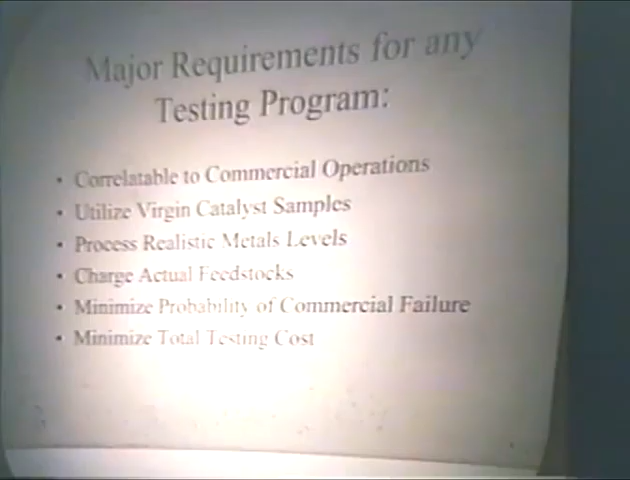 Major Requirements for any
Testing Program:
• Correlatable to Commercial Operations
• Utilize Virgin Catalyst Samples
• Process Realistic Metals Levels
• Charge Actual Feedstocks
• Minimize Probability of Commercial Failure
• Minimize Total Testing Cost